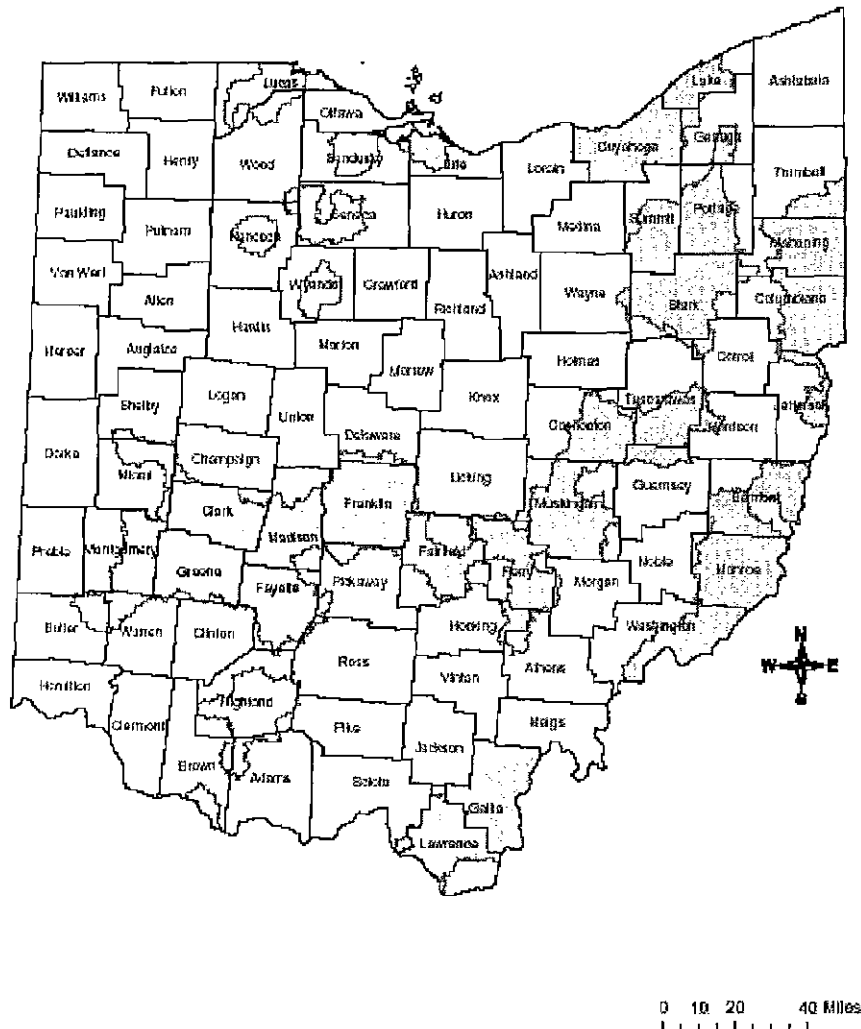 Williams
Fulton
Lucas
Lake
Ashtabula
Ottawa
Defiance
Henry
Wood
Sandusky
Erie
Cuyahoga
Geauga
Trumbull
Lorain
Paulding
Putnam
Hancock
Seneca
Huron
Medina
Summit
Portage
Mahoning
Van Wert
Allen
Wyandot
Crawford
Richland
Ashland
Wayne
Stark
Columbiana
Mercer
Auglaize
Hardin
Marion
Morrow
Holmes
Carroll
Shelby
Logan
Union
Knox
Coshocton
Tuscarawas
Harrison
Jefferson
Delaware
Darke
Miami
Champaign
Licking
Muskingum
Guernsey
Belmont
Clark
Franklin
Madison
Preble
Montgomery
Greene
Fayette
Pickaway
Fairfield
Perry
Morgan
Noble
Monroe
Butler
Warren
Clinton
Hocking
Washington
Ross
Athens
Vinton
Hamilton
Clermont
Highland
Meigs
Pike
Jackson
Brown
Adams
Scioto
Gallia
Lawrence
N
W E
S
0 10 20 40 Miles